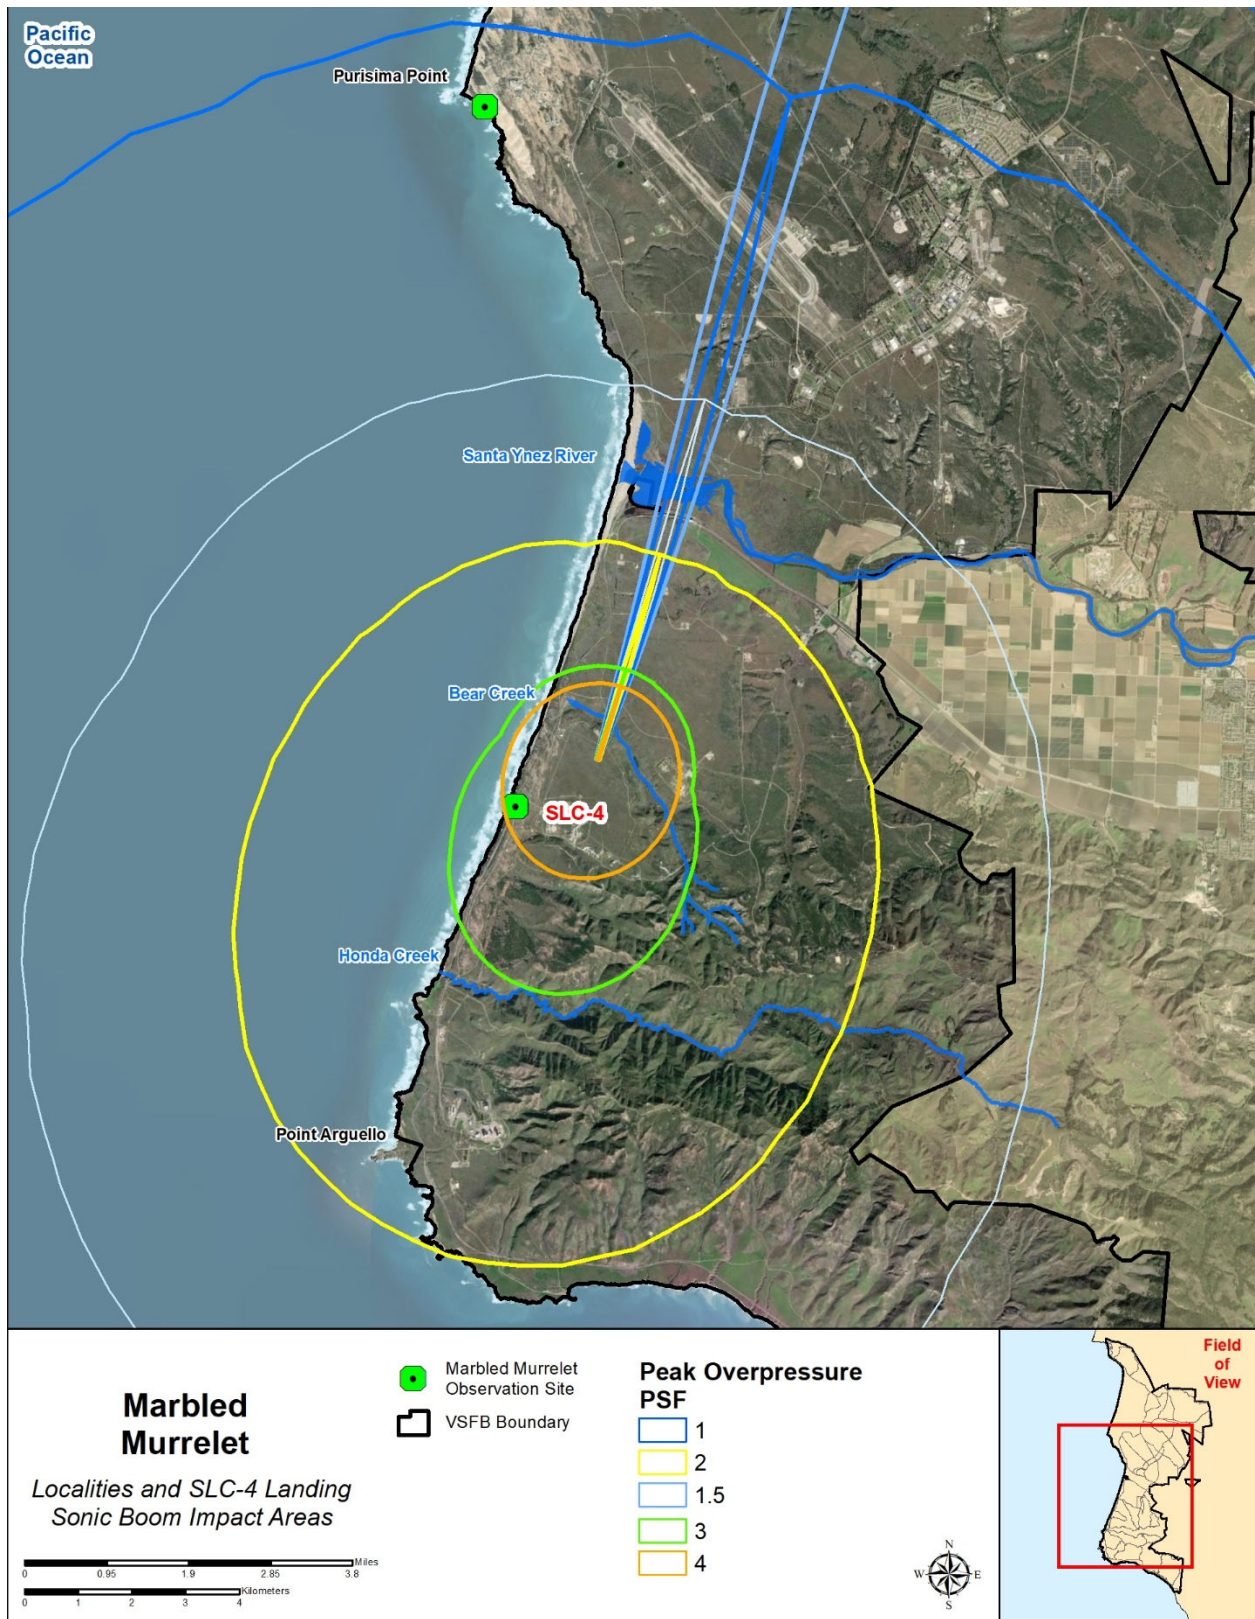 Pacific
Ocean
Purisima Point
Santa Ynez River
Bear Creek
SLC-4
Honda Creek
Point Arguello
Marbled
Murrelet
Localities and SLC-4 Landing
Sonic Boom Impact Areas
Miles
0 0.95 1.9 2.85 3.8
Kilometers
0 1 2 3 4
Marbled Murrelet
Observation Site
VSFB Boundary
Peak Overpressure
PSF
1
2
1.5
3
4
N
W E
S
Field
of
View